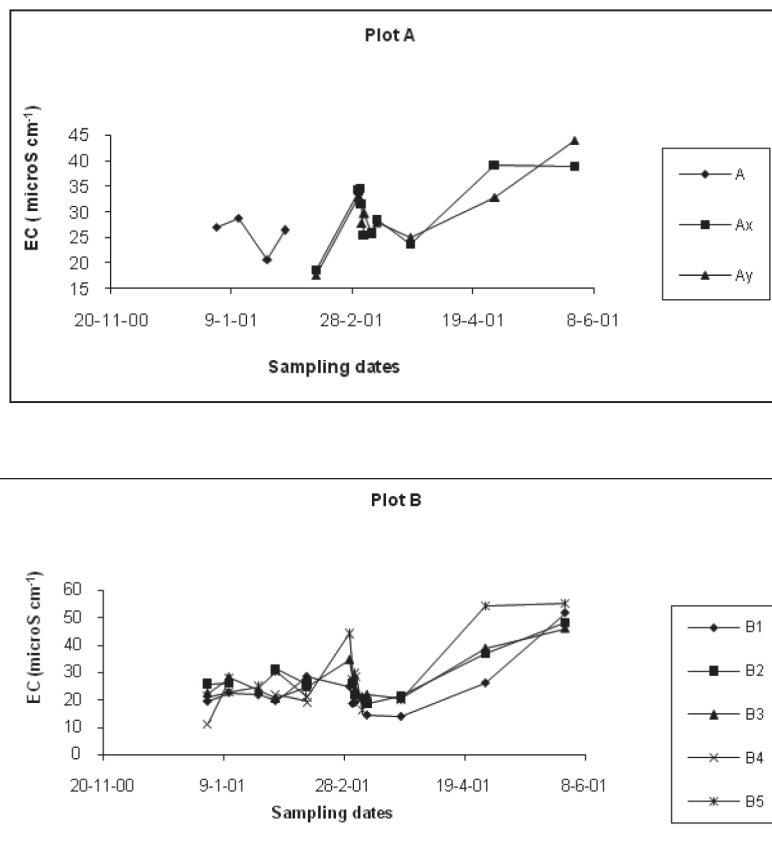 Plot A
EC ( microS cm-1)
45
40
35
30
25
20
15
20-11-00 9-1-01 28-2-01 19-4-01 8-6-01
Sampling dates
A
Ax
Ay
Plot B
EC (microS cm-1)
60
50
40
30
20
10
0
20-11-00 9-1-01 28-2-01 19-4-01 8-6-01
Sampling dates
B1
B2
B3
B4
B5